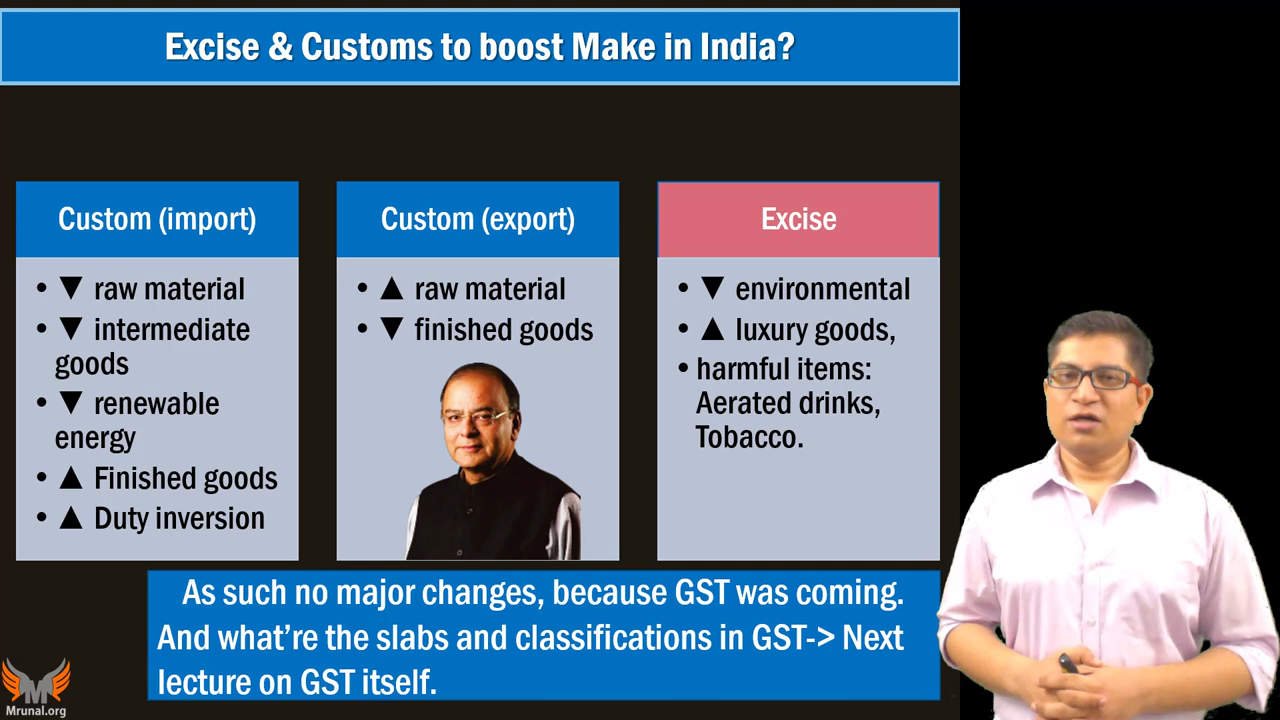 Excise & Customs to boost Make in India?
Custom (import)
• ▼ raw material
• ▼ intermediate
goods
• ▼ renewable
energy
• ▲ Finished goods
• ▲ Duty inversion
Custom (export)
• ▲ raw material
• ▼ finished goods
Excise
• ▼ environmental
• ▲ luxury goods,
• harmful items:
Aerated drinks,
Tobacco.
As such no major changes, because GST was coming.
And what’re the slabs and classifications in GST-> Next
lecture on GST itself.
M
Mrunal.org